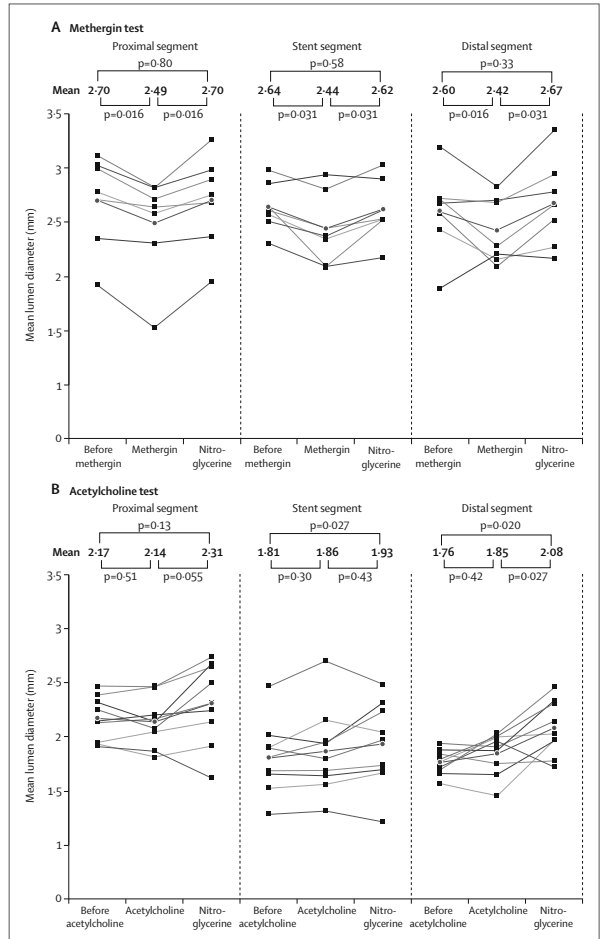 A Methergin test
Proximal segment Stent segment Distal segment
p=0·80 p=0·58 p=0·33
Mean 2·70 2·49 2·70 2·64 2·44 2·62 2·60 2·42 2·67
p=0·016 p=0·016 p=0·031 p=0·031 p=0·016 p=0·031
Mean lumen diameter (mm)
3·5
3
2·5
2
1·5
1
0
Before methergin Methergin Nitro-glycerine Before methergin Methergin Nitro-glycerine Before methergin Methergin Nitro-glycerine
B Acetylcholine test
Proximal segment Stent segment Distal segment
p=0·13 p=0·027 p=0·020
Mean 2·17 2·14 2·31 1·81 1·86 1·93 1·76 1·85 2·08
p=0·51 p=0·055 p=0·30 p=0·43 p=0·42 p=0·027
Mean lumen diameter (mm)
3·5
3
2·5
2
1·5
1
0
Before acetylcholine Acetylcholine Nitro-glycerine Before acetylcholine Acetylcholine Nitro-glycerine Before acetylcholine Acetylcholine Nitro-glycerine